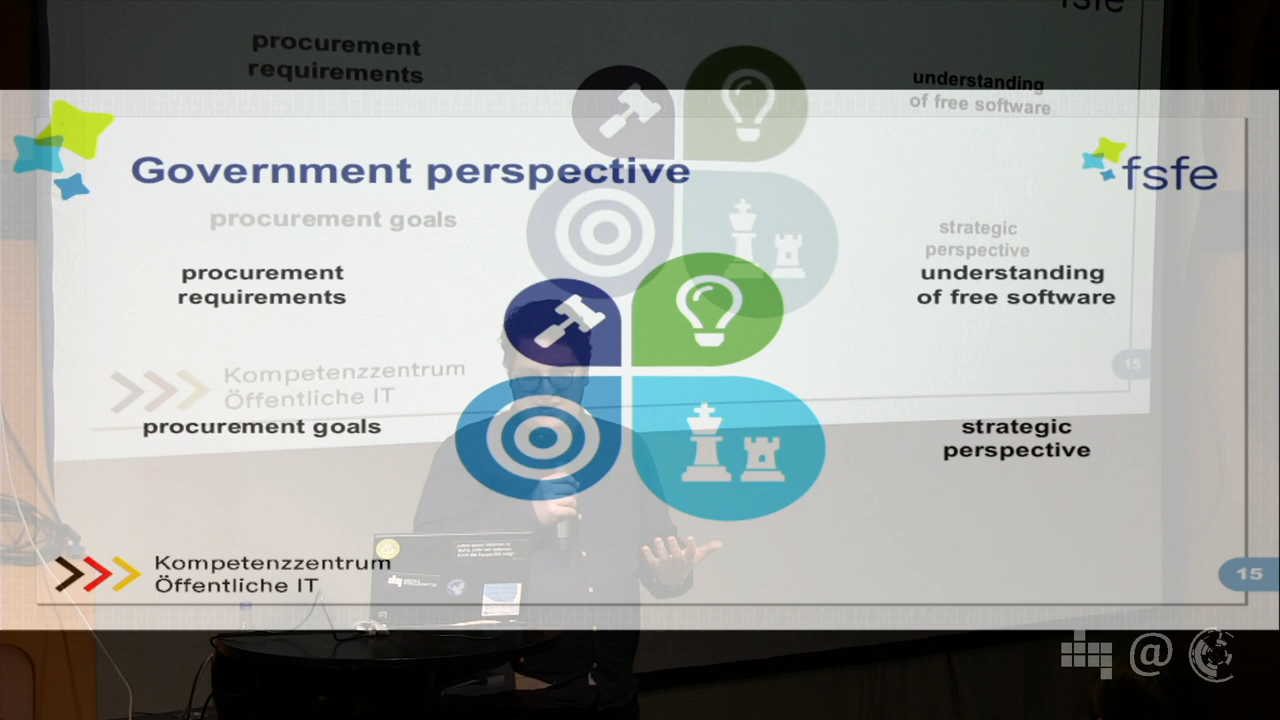 fsfe
procurement
requirements
understanding
of free software
Government perspective
fsfe
procurement goals
strategic
perspective
procurement
requirements
understanding
of free software
15
Kompetenzzentrum
Öffentliche IT
procurement goals
strategic
perspective
Kompetenzzentrum
Öffentliche IT
15
@